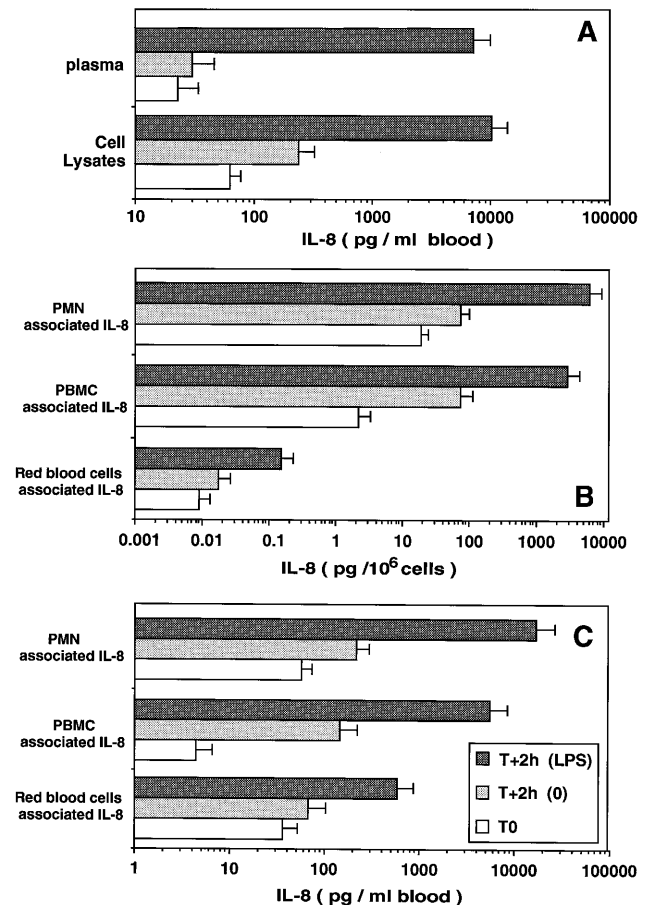 A
plasma
Cell
Lysates
10 100 1000 10000 100000
IL-8 ( pg / ml blood )
PMN
associated IL-8
PBMC
associated IL-8
Red blood cells
associated IL-8
B
0.001 0.01 0.1 1 10 100 1000 10000
IL-8 ( pg /10⁶ cells )
C
PMN
associated IL-8
PBMC
associated IL-8
Red blood cells
associated IL-8
T+2h (LPS)
T+2h (0)
T0
1 10 100 1000 10000 100000
IL-8 ( pg / ml blood )